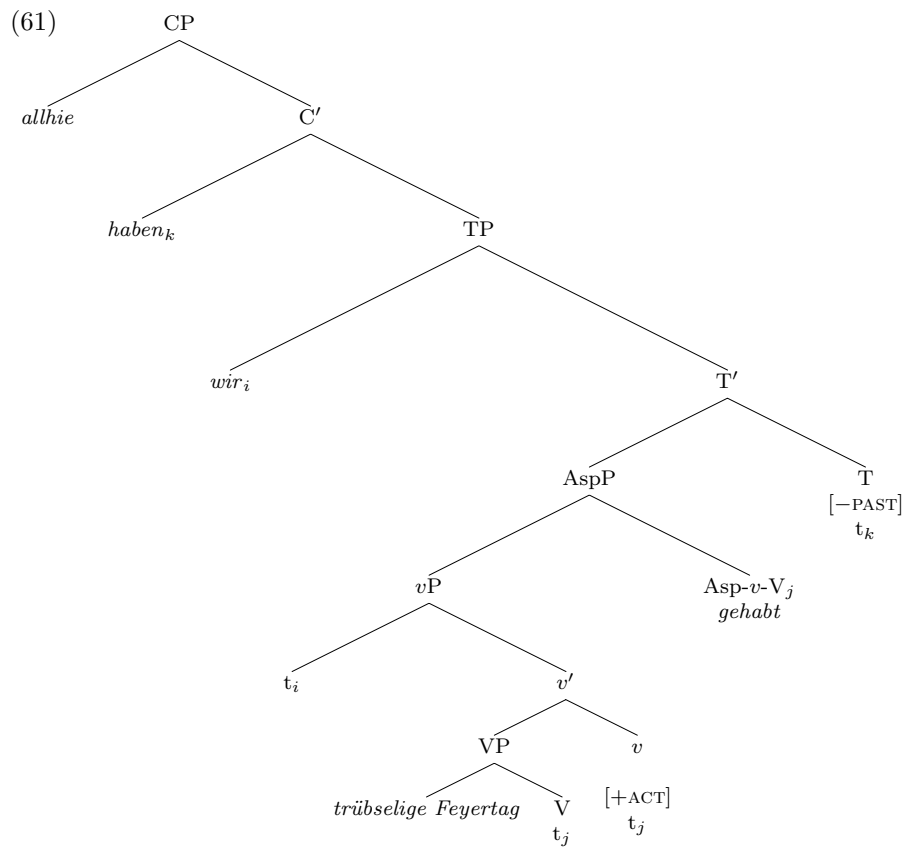 (61)
CP
allhie
C′
haben_k
TP
wir_i
T′
AspP
T
[−PAST]
t_k
vP
Asp-v-V_j
gehabt
t_i
v′
VP
v
trübselige Feyertag
V
[+ACT]
t_j
t_j